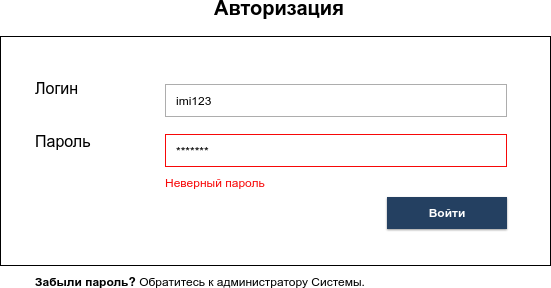 Авторизация
Логин
imi123
Пароль
*******
Неверный пароль
Войти
Забыли пароль? Обратитесь к администратору Системы.